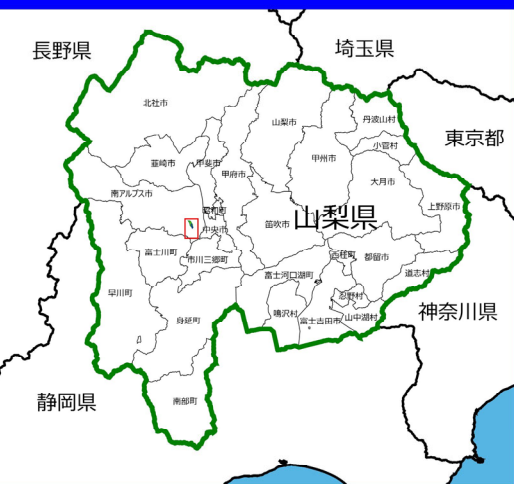 長野県
埼玉県
北杜市
山梨市
丹波山村
東京都
小菅村
韮崎市
甲斐市
甲州市
甲府市
大月市
南アルプス市
上野原市
昭和町
山梨県
笛吹市
中央市
富士川町
西桂町
都留市
市川三郷町
富士河口湖町
道志村
早川町
忍野村
神奈川県
鳴沢村
山中湖村
身延町
富士吉田市
静岡県
南部町